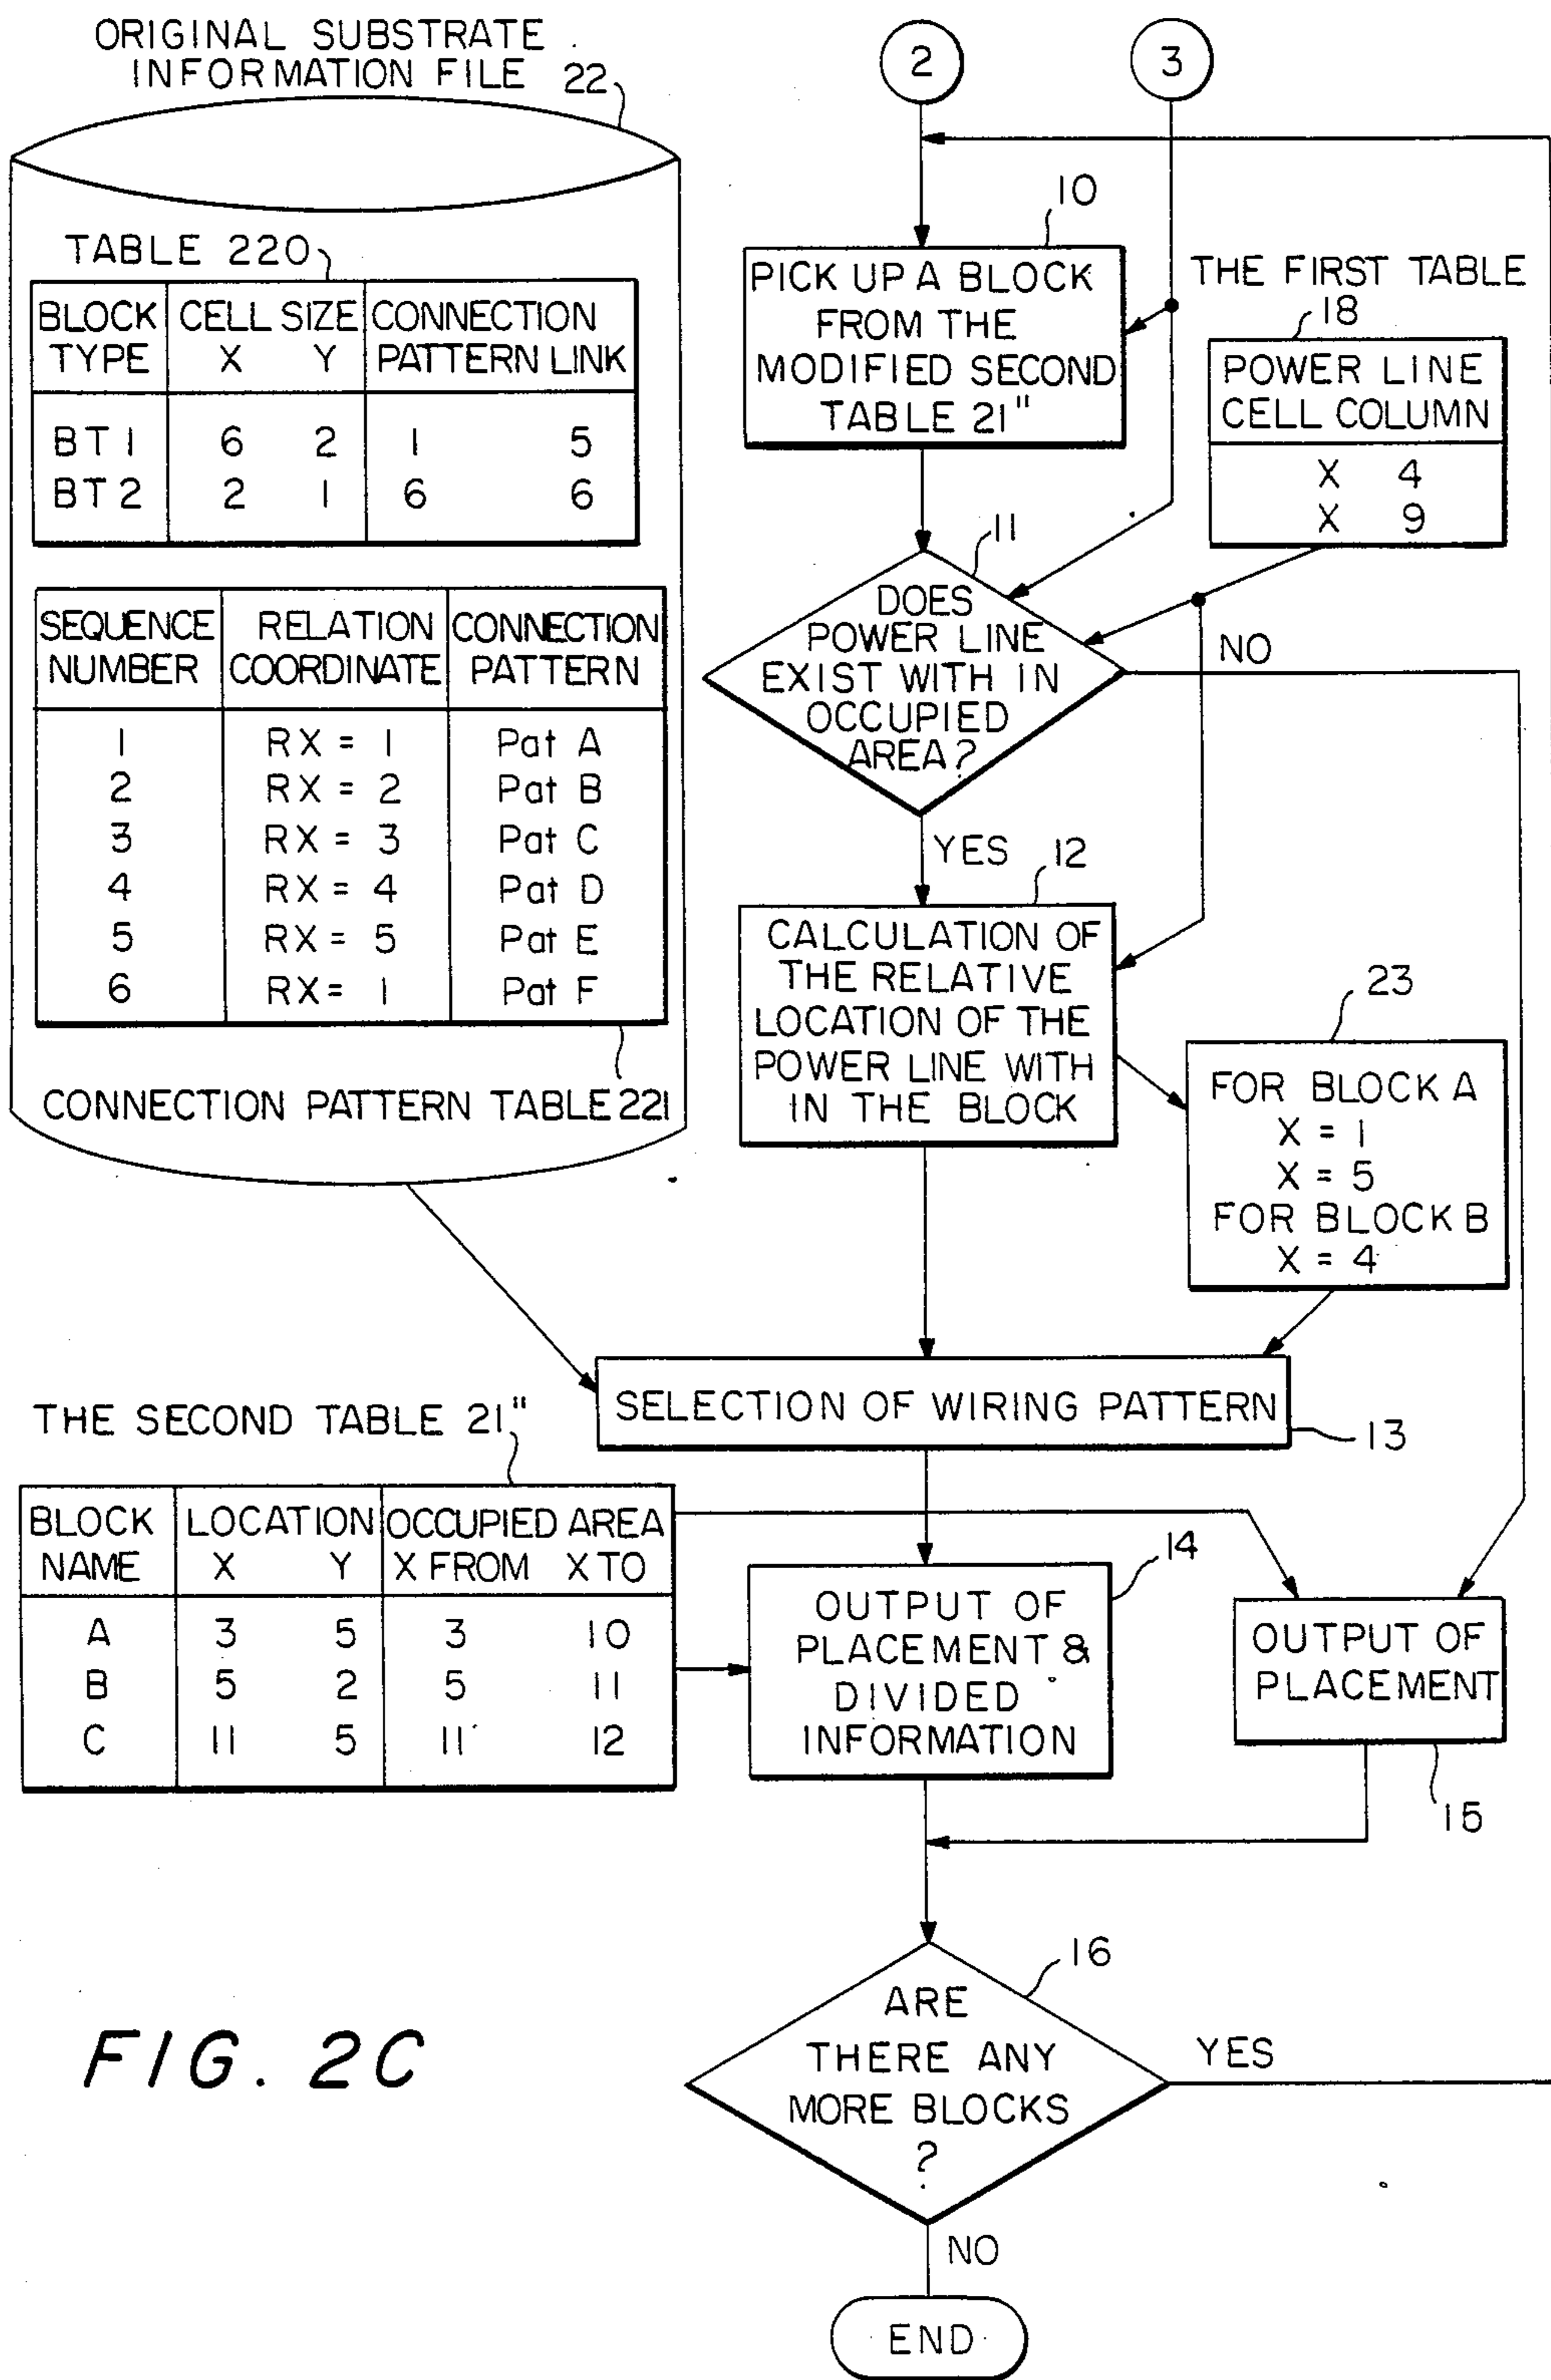 ORIGINAL SUBSTRATE
INFORMATION FILE 22
TABLE 220
BLOCK TYPE CELL SIZE X Y CONNECTION PATTERN LINK
BT 1 6 2 1 5
BT 2 2 1 6 6
SEQUENCE NUMBER RELATION COORDINATE CONNECTION PATTERN
1 RX = 1 Pat A
2 RX = 2 Pat B
3 RX = 3 Pat C
4 RX = 4 Pat D
5 RX = 5 Pat E
6 RX = 1 Pat F
CONNECTION PATTERN TABLE 221
2
3
10
PICK UP A BLOCK
FROM THE
MODIFIED SECOND
TABLE 21"
THE FIRST TABLE
18
POWER LINE
CELL COLUMN
X 4
X 9
11
DOES
POWER LINE
EXIST WITH IN
OCCUPIED
AREA?
NO
YES
12
CALCULATION OF
THE RELATIVE
LOCATION OF THE
POWER LINE WITH
IN THE BLOCK
23
FOR BLOCK A
X = 1
X = 5
FOR BLOCK B
X = 4
SELECTION OF WIRING PATTERN
13
THE SECOND TABLE 21"
BLOCK LOCATION OCCUPIED AREA
NAME X Y X FROM X TO
A 3 5 3 10
B 5 2 5 11
C 11 5 11 12
14
OUTPUT OF
PLACEMENT &
DIVIDED
INFORMATION
OUTPUT OF
PLACEMENT
15
16
ARE
THERE ANY
MORE BLOCKS
?
YES
NO
END
FIG. 2C